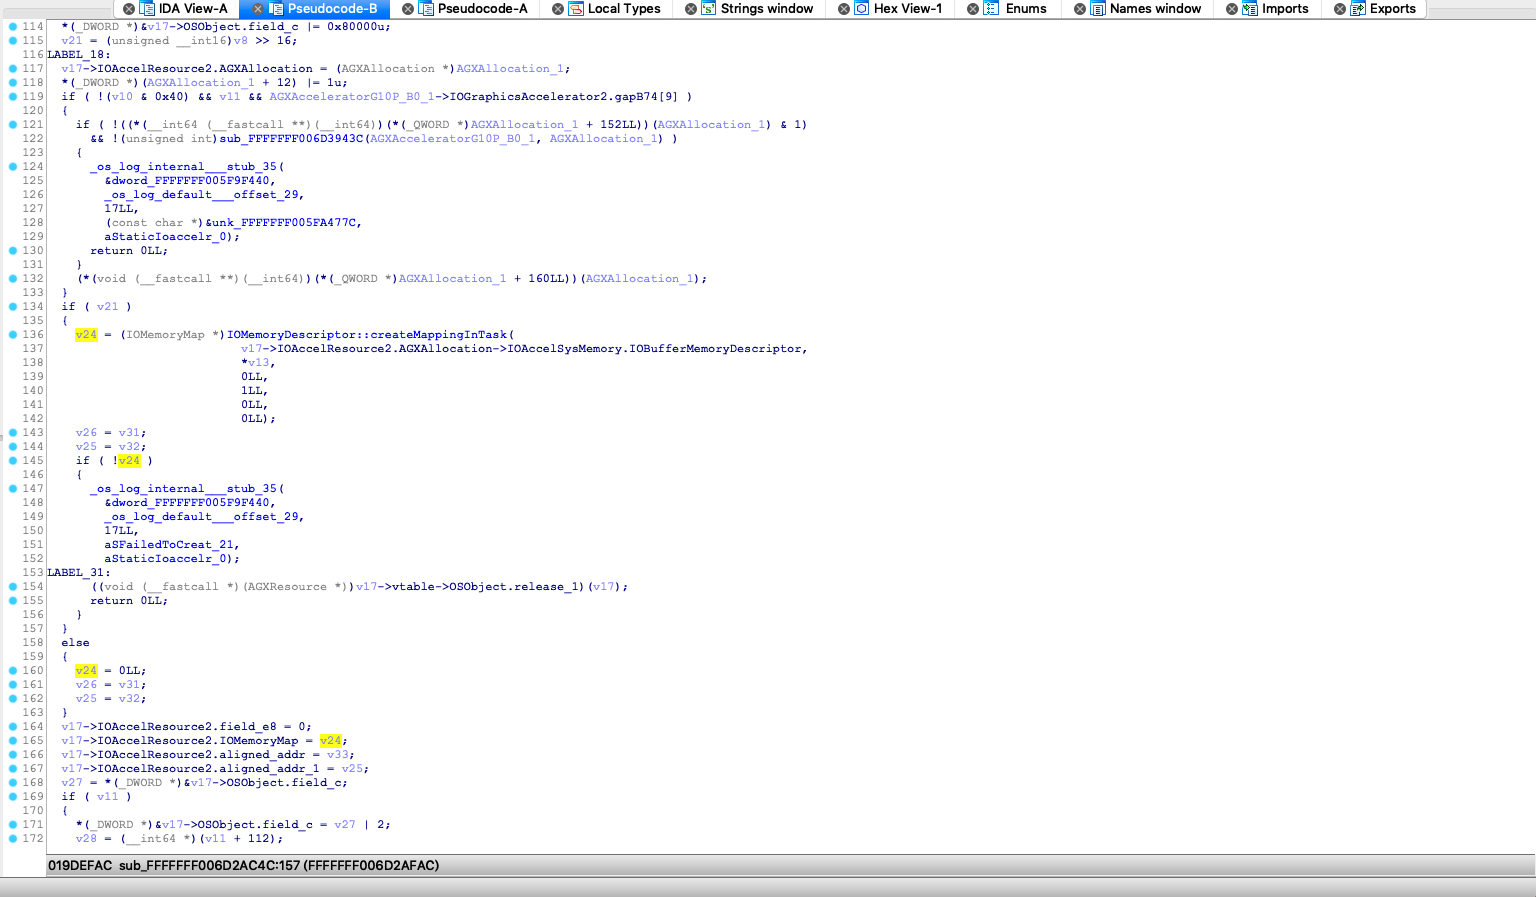 IDA View-A Pseudocode-B Pseudocode-A Local Types Strings window Hex View-1 Enums Names window Imports Exports
114 *(_DWORD *)&v17->OSObject.field_c |= 0x80000u;
115 v21 = (unsigned __int16)v8 >> 16;
116 LABEL_18:
117 v17->IOAccelResource2.AGXAllocation = (AGXAllocation *)AGXAllocation_1;
118 *(_DWORD *)(AGXAllocation_1 + 12) |= 1u;
119 if ( !(v10 & 0x40) && v11 && AGXAcceleratorG10P_B0_1->IOGraphicsAccelerator2.gapB74[9] )
120 {
121 if ( !((*(__int64 (__fastcall **)(__int64))(*(_QWORD *)AGXAllocation_1 + 152LL))(AGXAllocation_1) & 1)
122 && !(unsigned int)sub_FFFFFFF006D3943C(AGXAcceleratorG10P_B0_1, AGXAllocation_1) )
123 {
124 _os_log_internal___stub_35(
125 &dword_FFFFFFF005F9F440,
126 _os_log_default___offset_29,
127 17LL,
128 (const char *)&unk_FFFFFFF005FA477C,
129 aStaticIoaccelr_0);
130 return 0LL;
131 }
132 (*(void (__fastcall **)(__int64))(*(_QWORD *)AGXAllocation_1 + 160LL))(AGXAllocation_1);
133 }
134 if ( v21 )
135 {
136 v24 = (IOMemoryMap *)IOMemoryDescriptor::createMappingInTask(
137 v17->IOAccelResource2.AGXAllocation->IOAccelSysMemory.IOBufferMemoryDescriptor,
138 *v13,
139 0LL,
140 1LL,
141 0LL,
142 0LL);
143 v26 = v31;
144 v25 = v32;
145 if ( !v24 )
146 {
147 _os_log_internal___stub_35(
148 &dword_FFFFFFF005F9F440,
149 _os_log_default___offset_29,
150 17LL,
151 aSFailedToCreat_21,
152 aStaticIoaccelr_0);
153 LABEL_31:
154 ((void (__fastcall *)(AGXResource *))v17->vtable->OSObject.release_1)(v17);
155 return 0LL;
156 }
157 }
158 else
159 {
160 v24 = 0LL;
161 v26 = v31;
162 v25 = v32;
163 }
164 v17->IOAccelResource2.field_e8 = 0;
165 v17->IOAccelResource2.IOMemoryMap = v24;
166 v17->IOAccelResource2.aligned_addr = v33;
167 v17->IOAccelResource2.aligned_addr_1 = v25;
168 v27 = *(_DWORD *)&v17->OSObject.field_c;
169 if ( v11 )
170 {
171 *(_DWORD *)&v17->OSObject.field_c = v27 | 2;
172 v28 = (__int64 *)(v11 + 112);
019DEFAC sub_FFFFFFF006D2AC4C:157 (FFFFFFF006D2AFAC)